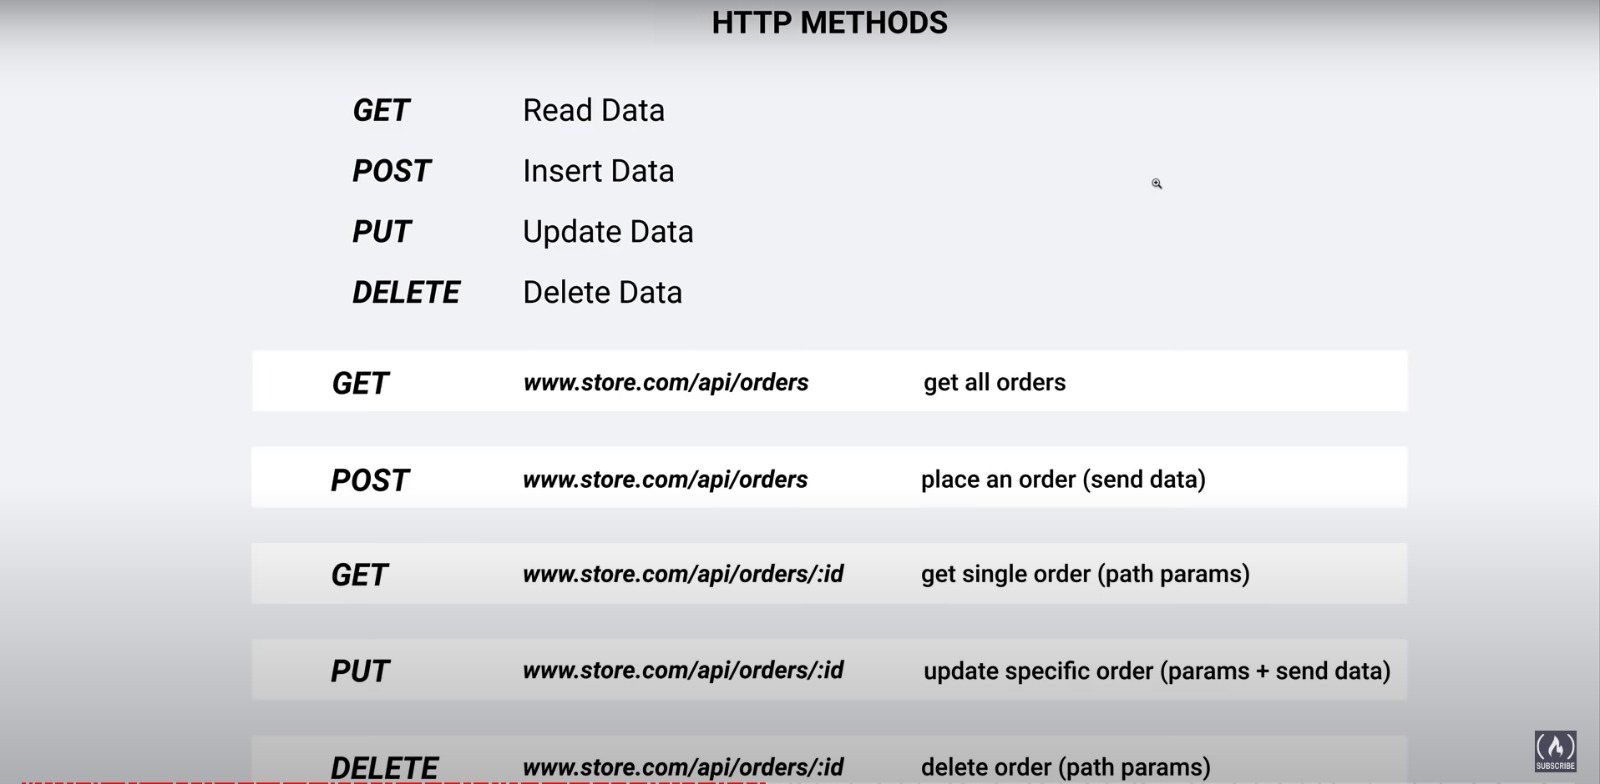 HTTP METHODS
GET Read Data
POST Insert Data
PUT Update Data
DELETE Delete Data
GET www.store.com/api/orders get all orders
POST www.store.com/api/orders place an order (send data)
GET www.store.com/api/orders/:id get single order (path params)
PUT www.store.com/api/orders/:id update specific order (params + send data)
DELETE www.store.com/api/orders/:id delete order (path params)
SUBSCRIBE